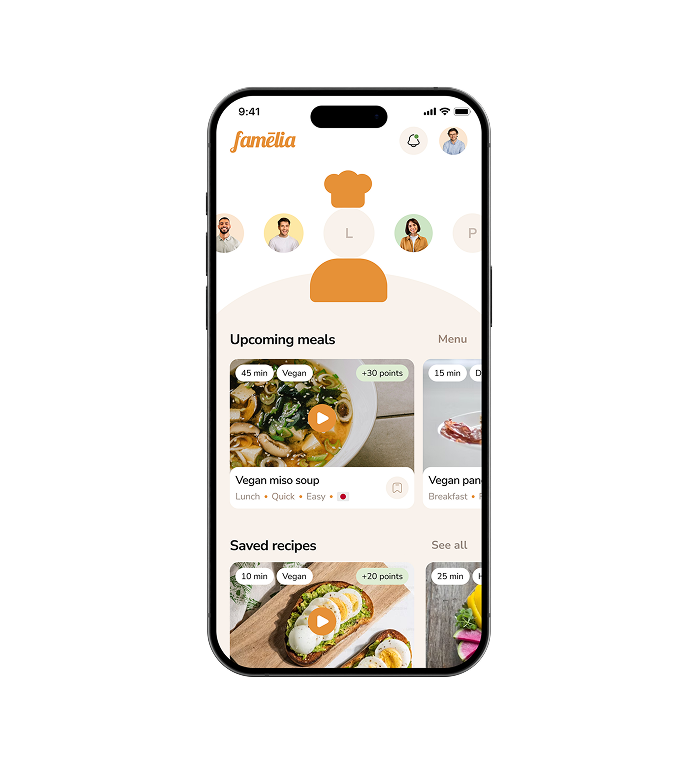 9:41
famēlia
L
P
Upcoming meals
Menu
45 min
Vegan
+30 points
15 min
D
Vegan miso soup
Lunch • Quick • Easy •
Vegan pan
Breakfast •
Saved recipes
See all
10 min
Vegan
+20 points
25 min